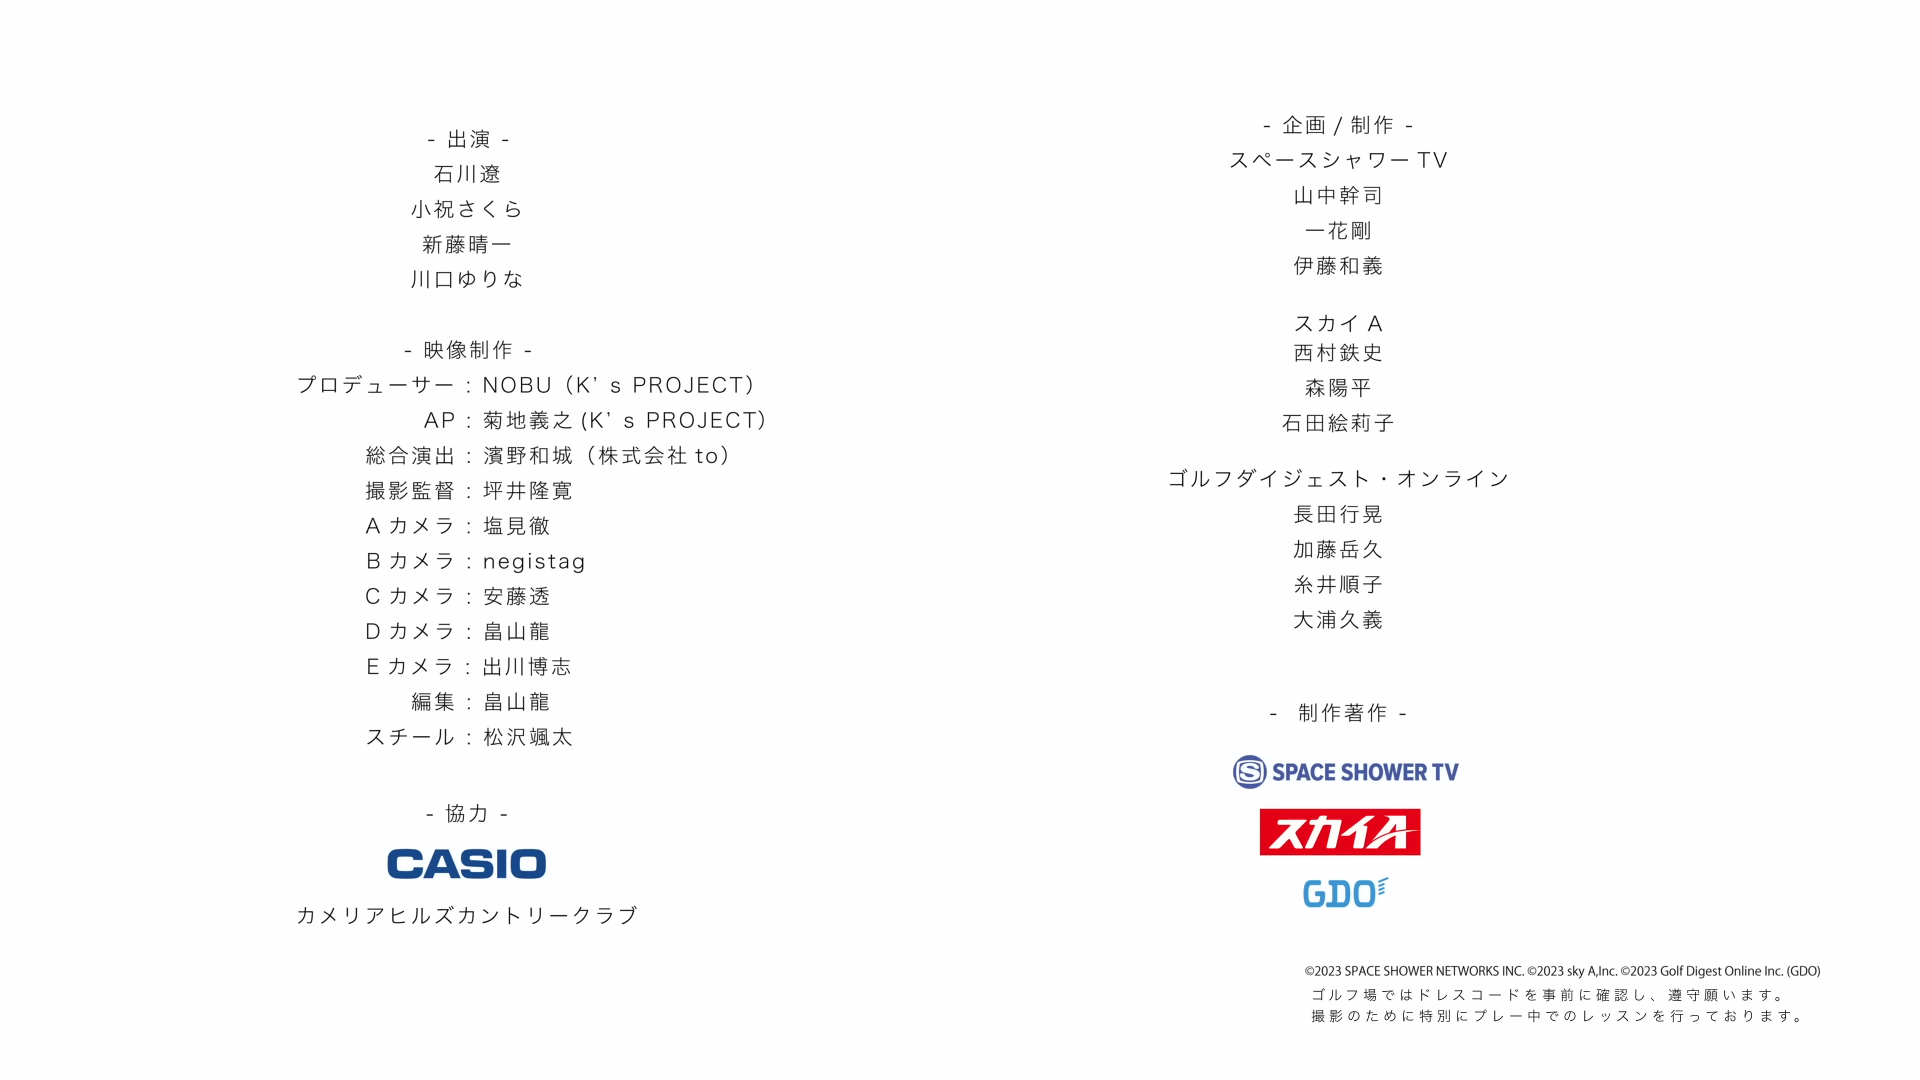 - 出演 -
石川遼
小祝さくら
新藤晴一
川口ゆりな
- 映像制作 -
プロデューサー : NOBU（K’ s PROJECT）
AP : 菊地義之 (K’ s PROJECT）
総合演出 : 濱野和城（株式会社 to）
撮影監督 : 坪井隆寛
A カメラ : 塩見徹
B カメラ : negistag
C カメラ : 安藤透
D カメラ : 畠山龍
E カメラ : 出川博志
編集 : 畠山龍
スチール : 松沢颯太
- 協力 -
CASIO
カメリアヒルズカントリークラブ
- 企画 / 制作 -
スペースシャワー TV
山中幹司
一花剛
伊藤和義
スカイ A
西村鉄史
森陽平
石田絵莉子
ゴルフダイジェスト・オンライン
長田行晃
加藤岳久
糸井順子
大浦久義
- 制作著作 -
S SPACE SHOWER TV
スカイA
GDO
©2023 SPACE SHOWER NETWORKS INC. ©2023 sky A,Inc. ©2023 Golf Digest Online Inc. (GDO)
ゴルフ場ではドレスコードを事前に確認し、遵守願います。
撮影のために特別にプレー中でのレッスンを行っております。